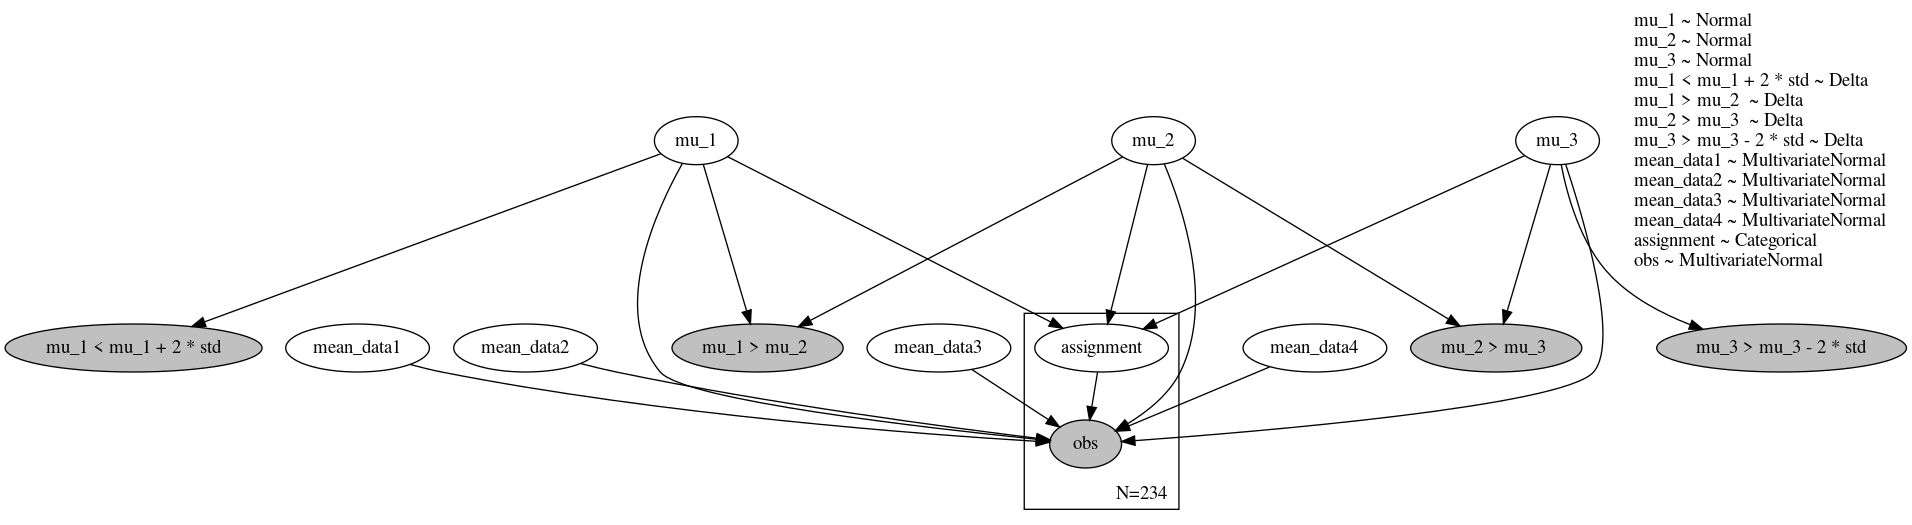 mu_1 ~ Normal
mu_2 ~ Normal
mu_3 ~ Normal
mu_1 < mu_1 + 2 * std ~ Delta
mu_1 > mu_2  ~ Delta
mu_2 > mu_3  ~ Delta
mu_3 > mu_3 - 2 * std ~ Delta
mean_data1 ~ MultivariateNormal
mean_data2 ~ MultivariateNormal
mean_data3 ~ MultivariateNormal
mean_data4 ~ MultivariateNormal
assignment ~ Categorical
obs ~ MultivariateNormal
mu_1
mu_2
mu_3
mu_1 < mu_1 + 2 * std
mean_data1
mean_data2
mu_1 > mu_2
mean_data3
assignment
mean_data4
mu_2 > mu_3
mu_3 > mu_3 - 2 * std
obs
N=234